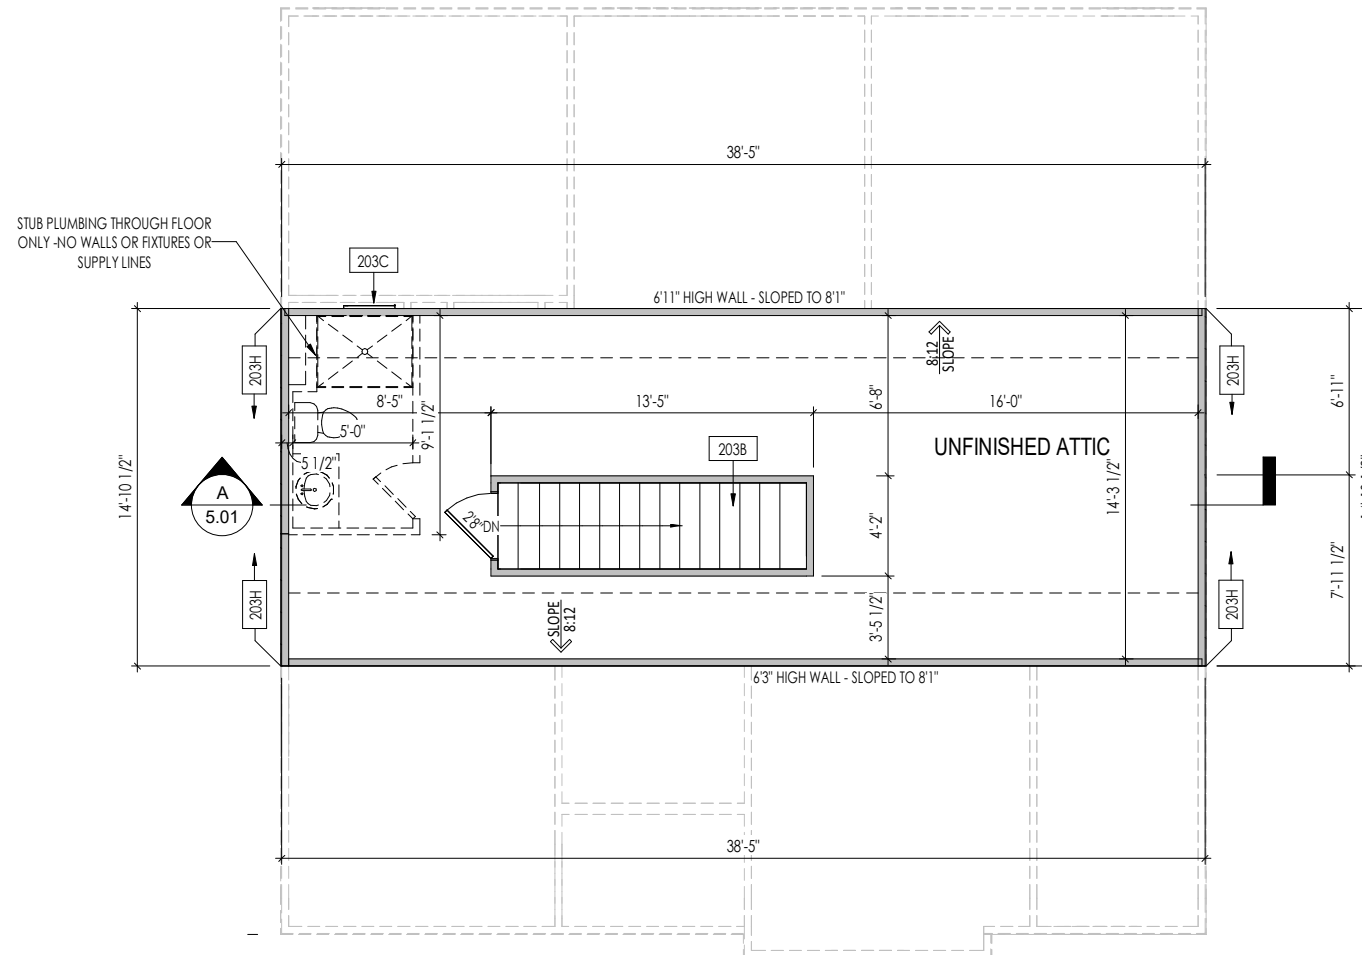 38'-5"
STUB PLUMBING THROUGH FLOOR
ONLY -NO WALLS OR FIXTURES OR
SUPPLY LINES
203C
6'11" HIGH WALL - SLOPED TO 8'1"
203H
8:12
SLOPE
203H
6'-11"
8'-5"
13'-5"
6'-8"
16'-0"
9'-1 1/2"
5'-0"
UNFINISHED ATTIC
203B
5 1/2"
14'-10 1/2"
A
5.01
2'8"
DN
4'-2"
14'-3 1/2"
7'-11 1/2"
203H
SLOPE
8:12
3'-5 1/2"
203H
6'3" HIGH WALL - SLOPED TO 8'1"
38'-5"